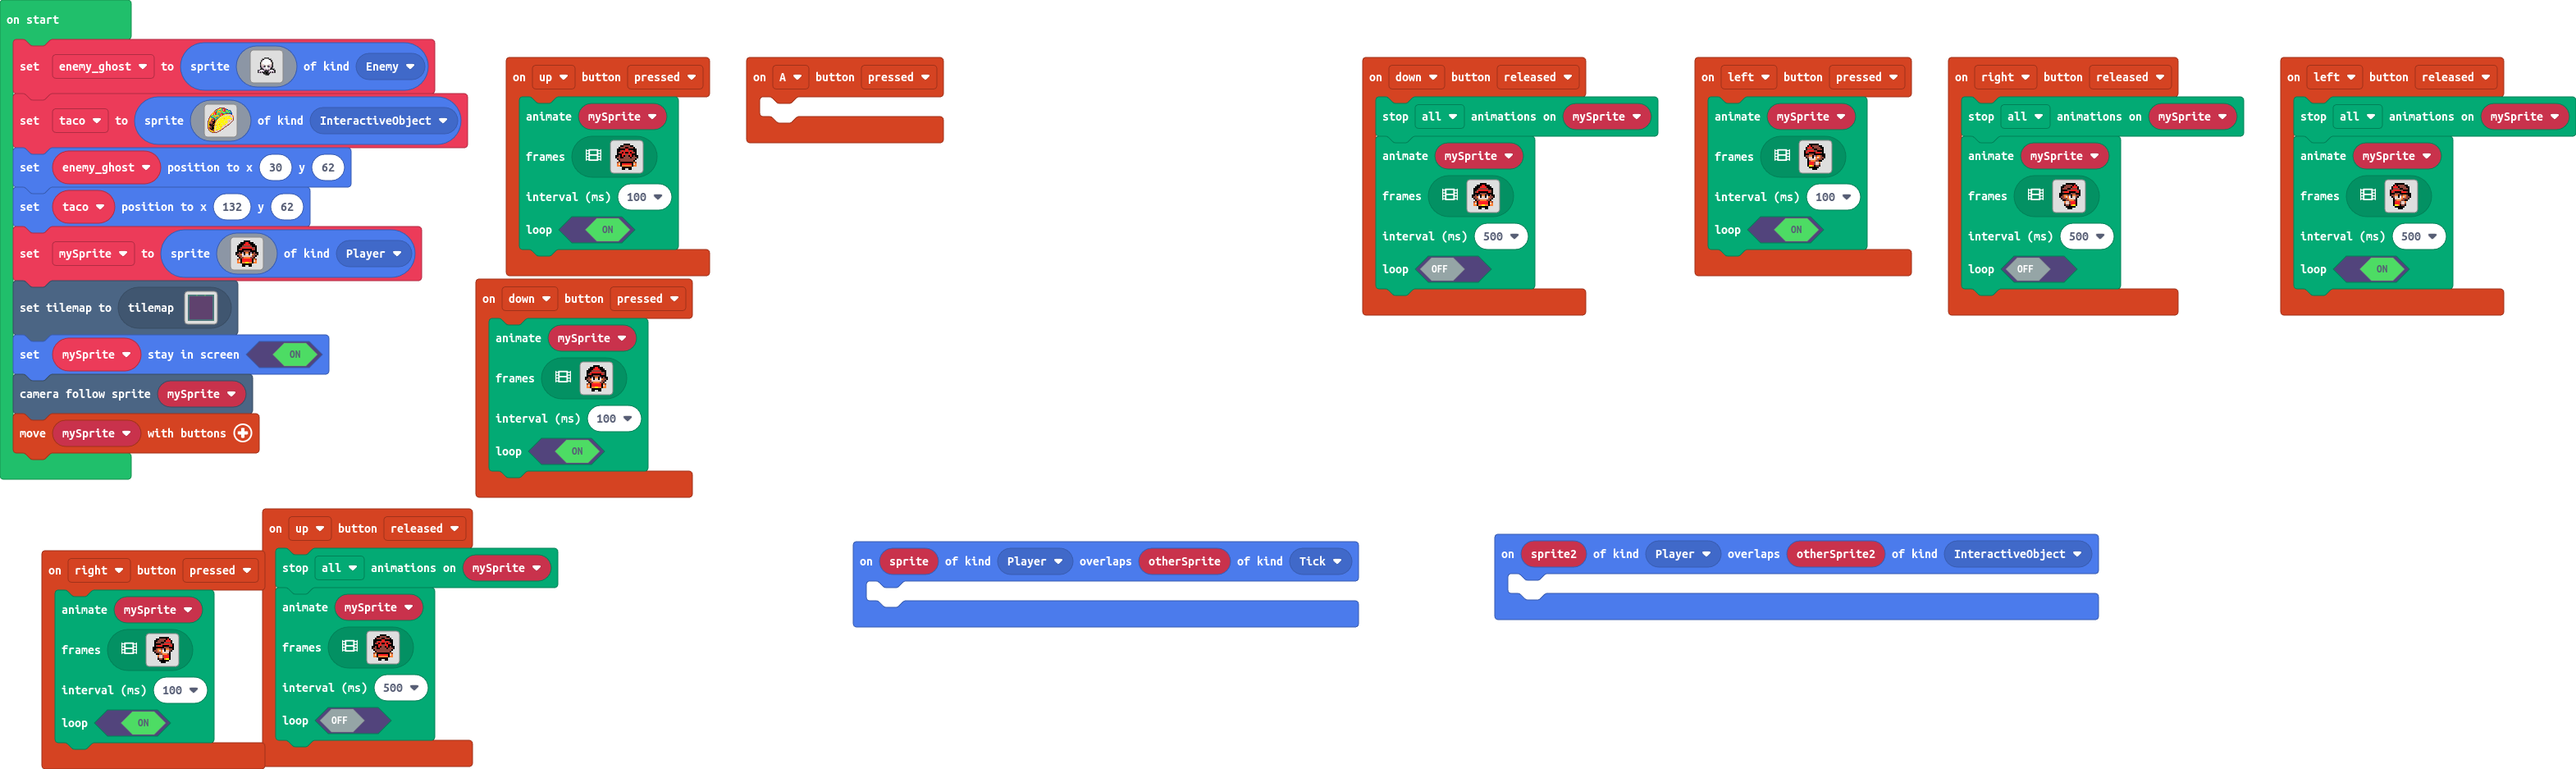 on start
set enemy_ghost to sprite of kind Enemy
set taco to sprite of kind InteractiveObject
set enemy_ghost position to x 30 y 62
set taco position to x 132 y 62
set mySprite to sprite of kind Player
set tilemap to tilemap
set mySprite stay in screen ON
camera follow sprite mySprite
move mySprite with buttons
on up button pressed
animate mySprite
frames
interval (ms) 100
loop ON
on A button pressed
on down button pressed
animate mySprite
frames
interval (ms) 100
loop ON
on down button released
stop all animations on mySprite
animate mySprite
frames
interval (ms) 500
loop OFF
on left button pressed
animate mySprite
frames
interval (ms) 100
loop ON
on right button released
stop all animations on mySprite
animate mySprite
frames
interval (ms) 500
loop OFF
on left button released
stop all animations on mySprite
animate mySprite
frames
interval (ms) 500
loop ON
on right button pressed
animate mySprite
frames
interval (ms) 100
loop ON
on up button released
stop all animations on mySprite
animate mySprite
frames
interval (ms) 500
loop OFF
on sprite of kind Player overlaps otherSprite of kind Tick
on sprite2 of kind Player overlaps otherSprite2 of kind InteractiveObject